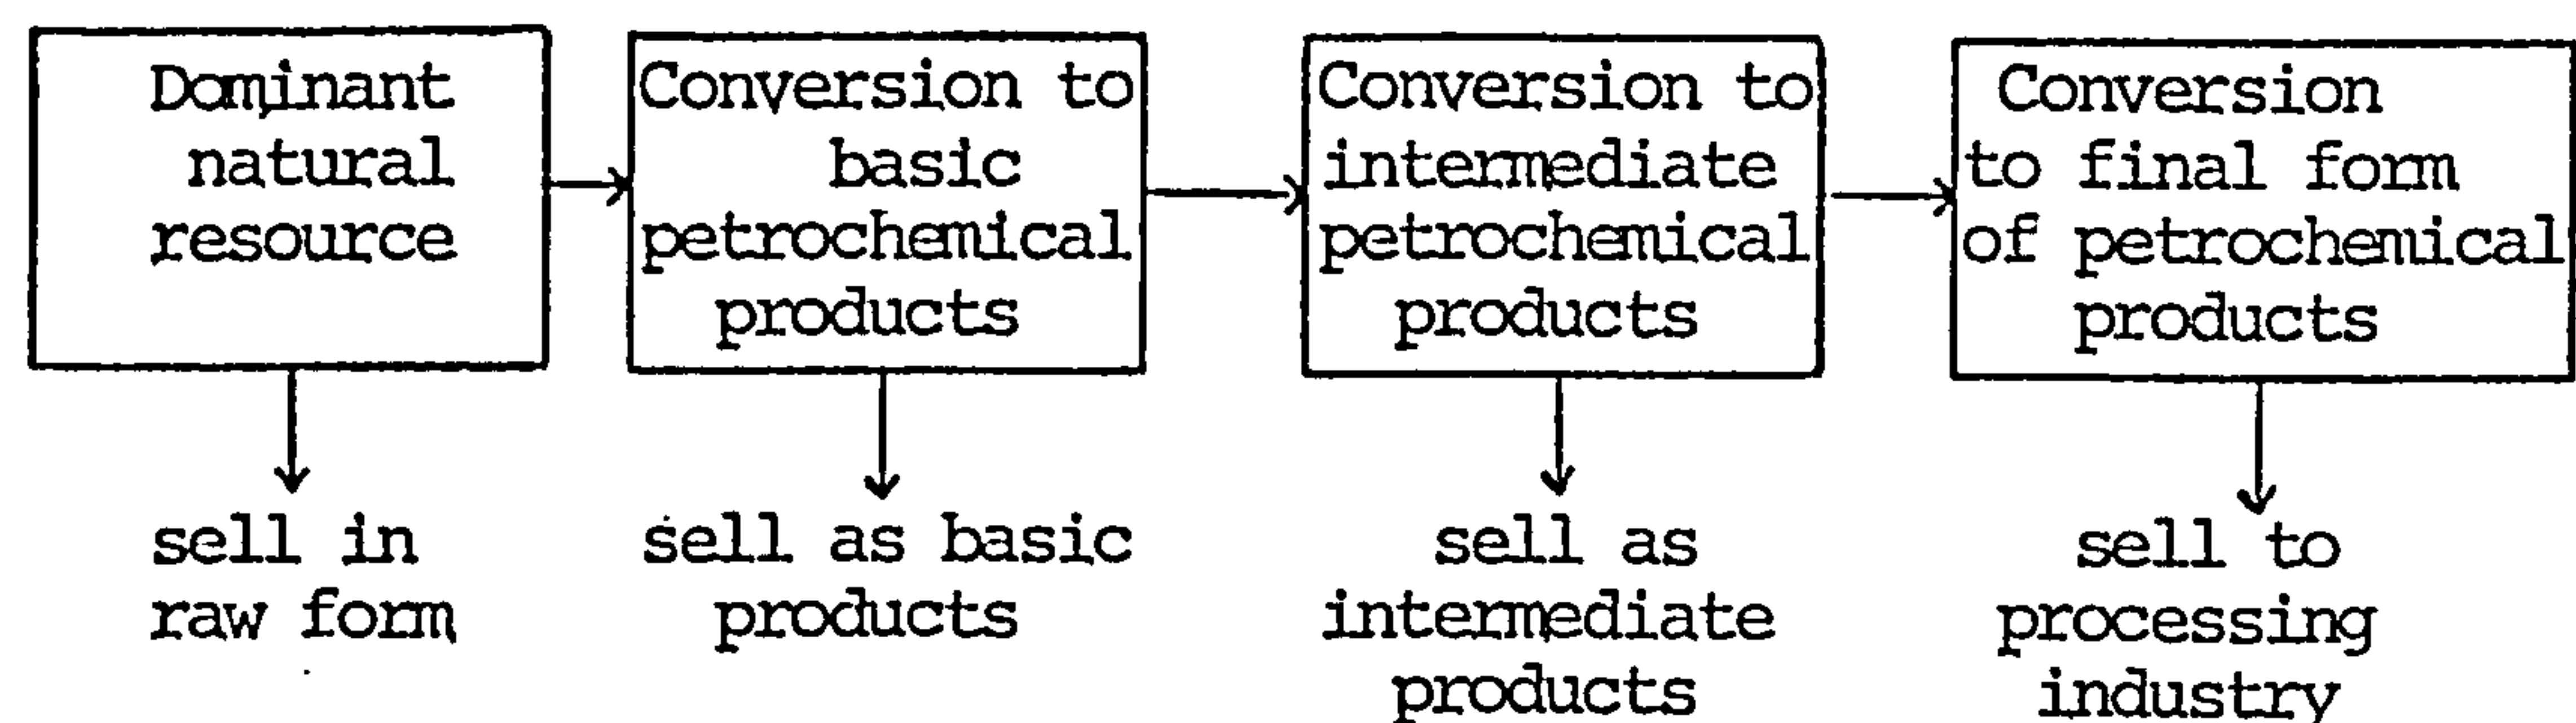 Dominant
natural
resource
Conversion to
basic
petrochemical
products
Conversion to
intermediate
petrochemical
products
Conversion
to final form
of petrochemical
products
sell in
raw form
sell as basic
products
sell as
intermediate
products
sell to
processing
industry